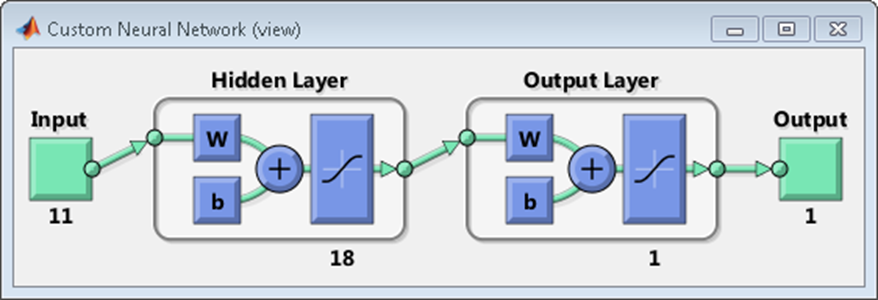 Custom Neural Network (view)
Hidden Layer
Output Layer
Input
Output
W
W
+
+
b
b
11
1
18
1